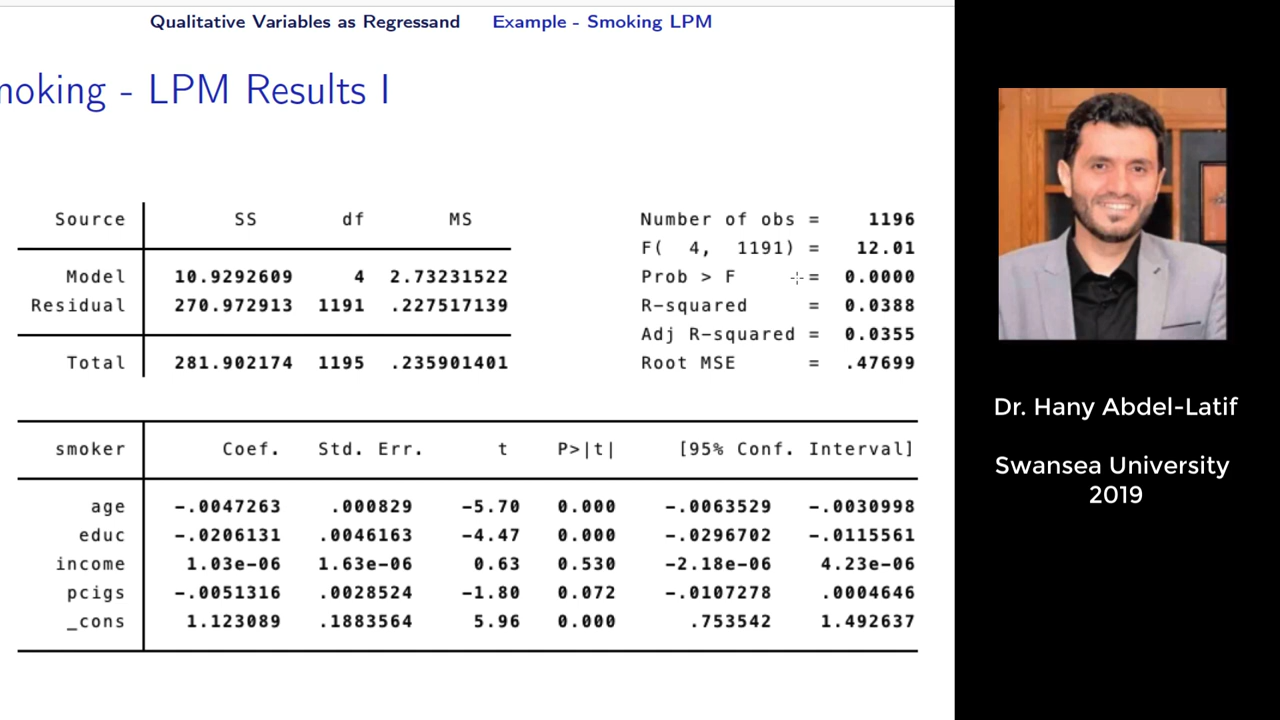 Qualitative Variables as Regressand Example - Smoking LPM
moking - LPM Results I
Source SS df MS
Model 10.9292609 4 2.73231522
Residual 270.972913 1191 .227517139
Total 281.902174 1195 .235901401
Number of obs = 1196
F( 4, 1191) = 12.01
Prob > F = 0.0000
R-squared = 0.0388
Adj R-squared = 0.0355
Root MSE = .47699
smoker Coef. Std. Err. t P>|t| [95% Conf. Interval]
age -.0047263 .000829 -5.70 0.000 -.0063529 -.0030998
educ -.0206131 .0046163 -4.47 0.000 -.0296702 -.0115561
income 1.03e-06 1.63e-06 0.63 0.530 -2.18e-06 4.23e-06
pcigs -.0051316 .0028524 -1.80 0.072 -.0107278 .0004646
_cons 1.123089 .1883564 5.96 0.000 .753542 1.492637
Dr. Hany Abdel-Latif
Swansea University
2019